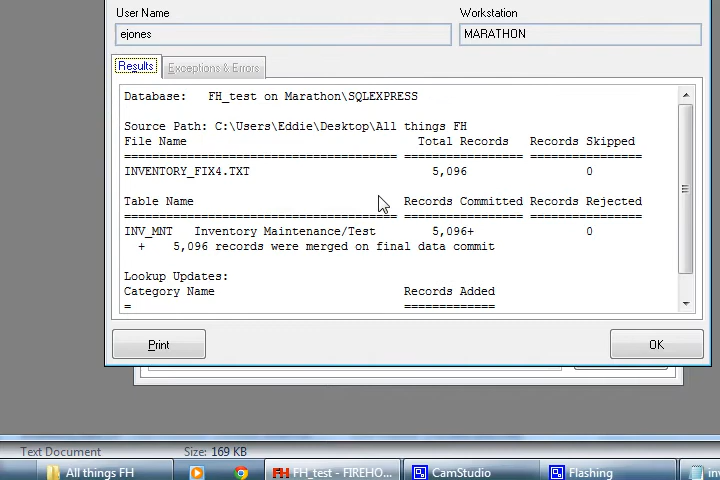 User Name
Workstation
ejones
MARATHON
Results
Exceptions & Errors
Database: FH_test on Marathon\SQLEXPRESS
Source Path: C:\Users\Eddie\Desktop\All things FH
File Name Total Records Records Skipped
INVENTORY_FIX4.TXT 5,096 0
Table Name Records Committed Records Rejected
INV_MNT Inventory Maintenance/Test 5,096+ 0
+ 5,096 records were merged on final data commit
Lookup Updates:
Category Name Records Added
Print
OK
Text Document Size: 169 KB
All things FH
FH FH_test - FIREHO...
CamStudio
Flashing